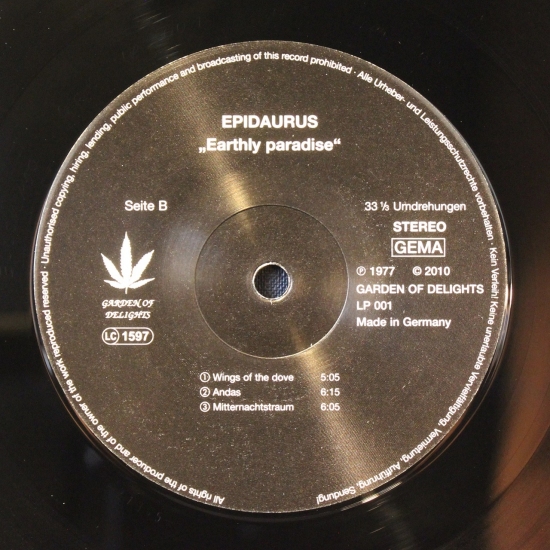 All rights of the producer and of the owner of the work reproduced reserved · Unauthorised copying, hiring, lending, public performance and broadcasting of this record prohibited · Alle Urheber- und Leistungsschutzrechte vorbehalten · Kein Verleih! Keine unerlaubte Vervielfältigung, Vermietung, Aufführung, Sendung!
EPIDAURUS
„Earthly paradise“
Seite B
33 ⅓ Umdrehungen
STEREO
GEMA
GARDEN OF
DELIGHTS
LC 1597
Ⓟ 1977 © 2010
GARDEN OF DELIGHTS
LP 001
Made in Germany
① Wings of the dove 5:05
② Andas 6:15
③ Mitternachtstraum 6:05